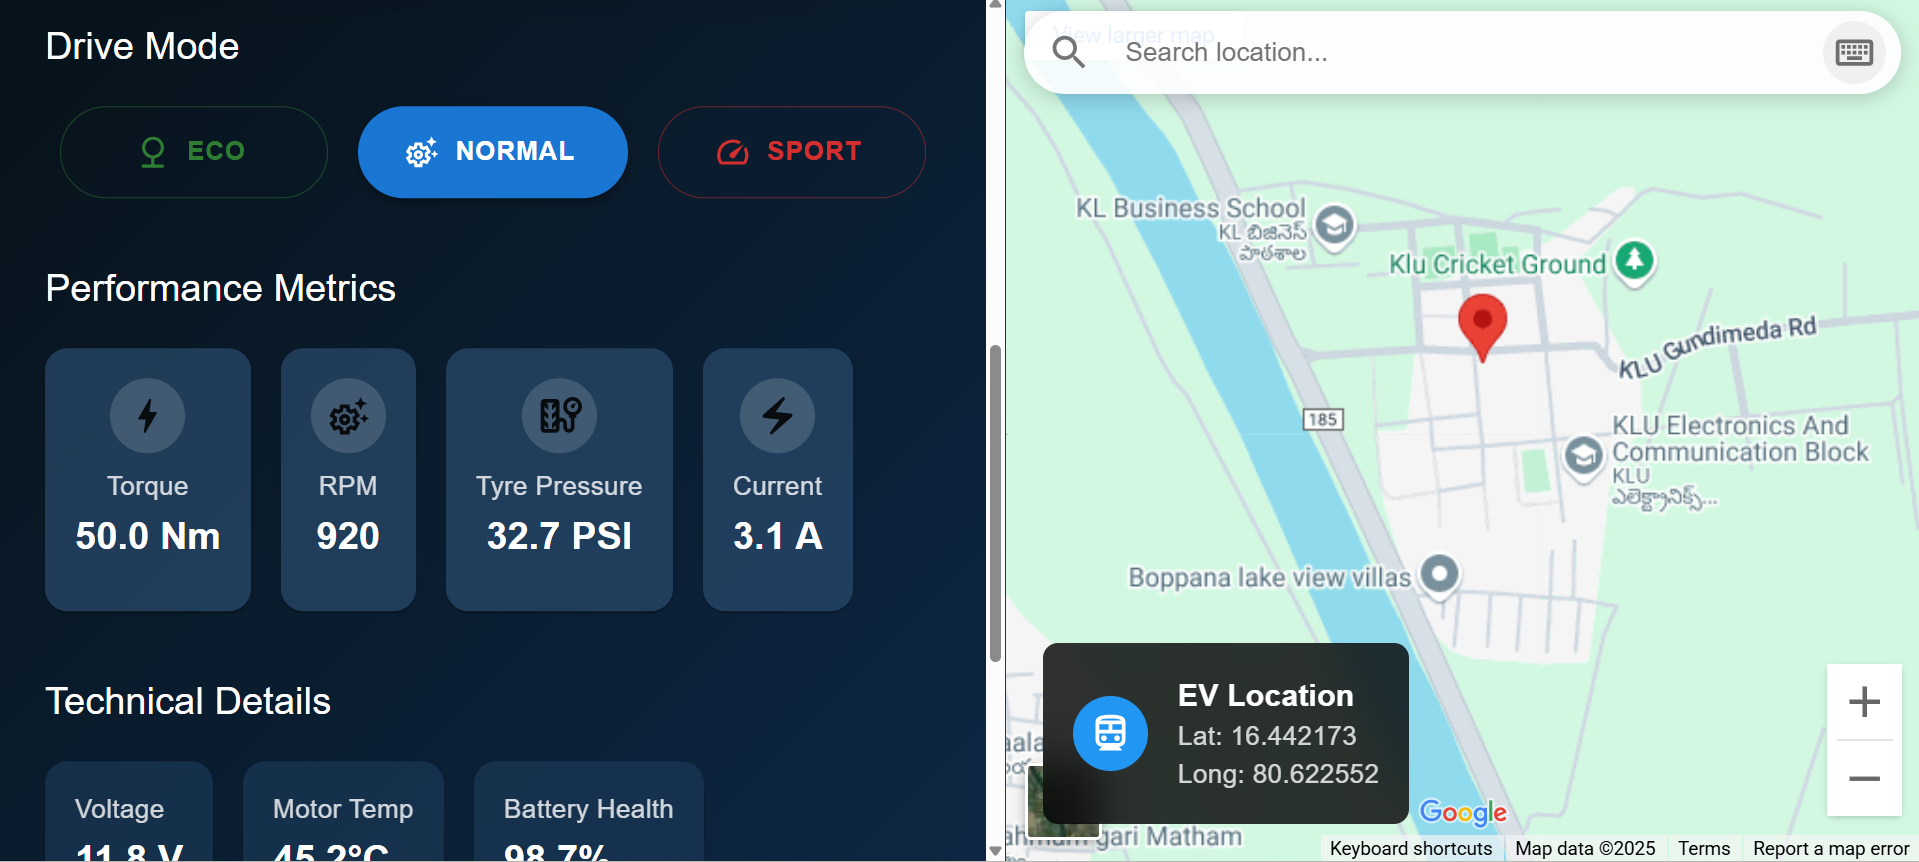 Drive Mode
ECO
NORMAL
SPORT
Performance Metrics
Torque
50.0 Nm
RPM
920
Tyre Pressure
32.7 PSI
Current
3.1 A
Technical Details
Voltage
11.8 V
Motor Temp
45.2°C
Battery Health
98.7%
View larger map
Search location...
KL Business School
KL బిజినెస్
పాఠశాల
Klu Cricket Ground
KLU Gundimeda Rd
185
KLU Electronics And
Communication Block
KLU
ఎలెక్ట్రానిక్స్...
Boppana lake view villas
EV Location
Lat: 16.442173
Long: 80.622552
gari Matham
Google
Keyboard shortcuts
Map data ©2025
Terms
Report a map error